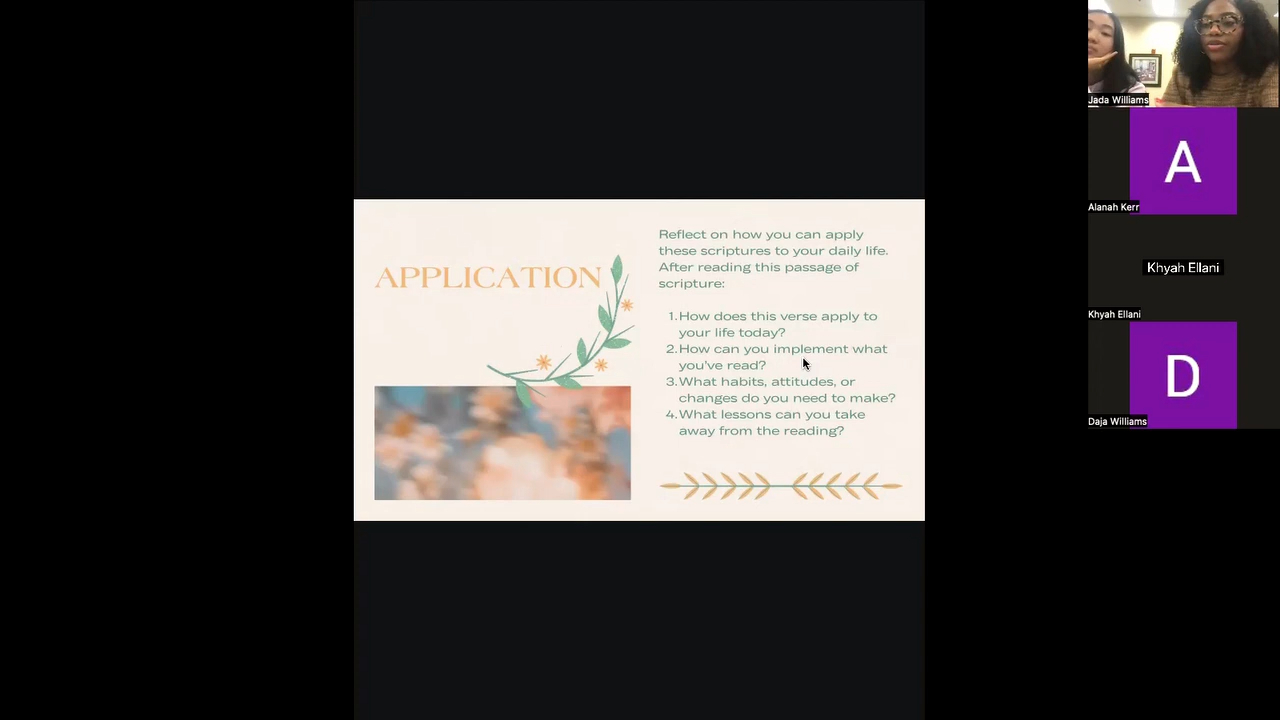 APPLICATION
Reflect on how you can apply
these scriptures to your daily life.
After reading this passage of
scripture:
1. How does this verse apply to
your life today?
2. How can you implement what
you've read?
3. What habits, attitudes, or
changes do you need to make?
4. What lessons can you take
away from the reading?
Jada Williams
A
Alanah Kerr
Khyah Ellani
Khyah Ellani
D
Daja Williams